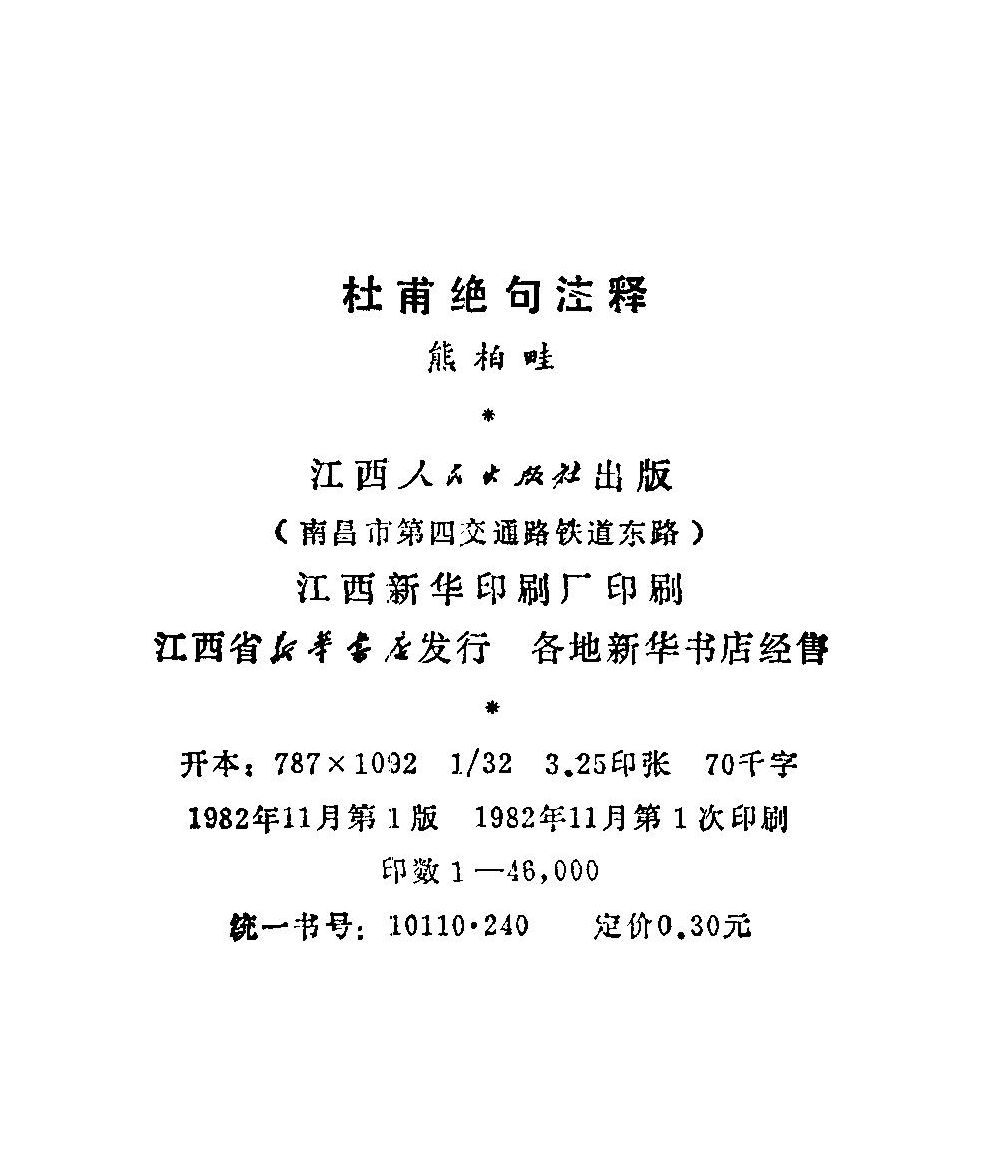 杜甫绝句注释
熊柏畦
*
江西人民出版社出版
（南昌市第四交通路铁道东路）
江西新华印刷厂印刷
江西省新华书店发行　各地新华书店经售
*
开本：787×1092　1/32　3.25印张　70千字
1982年11月第1版　1982年11月第1次印刷
印数1—46,000
统一书号：10110·240　定价0.30元